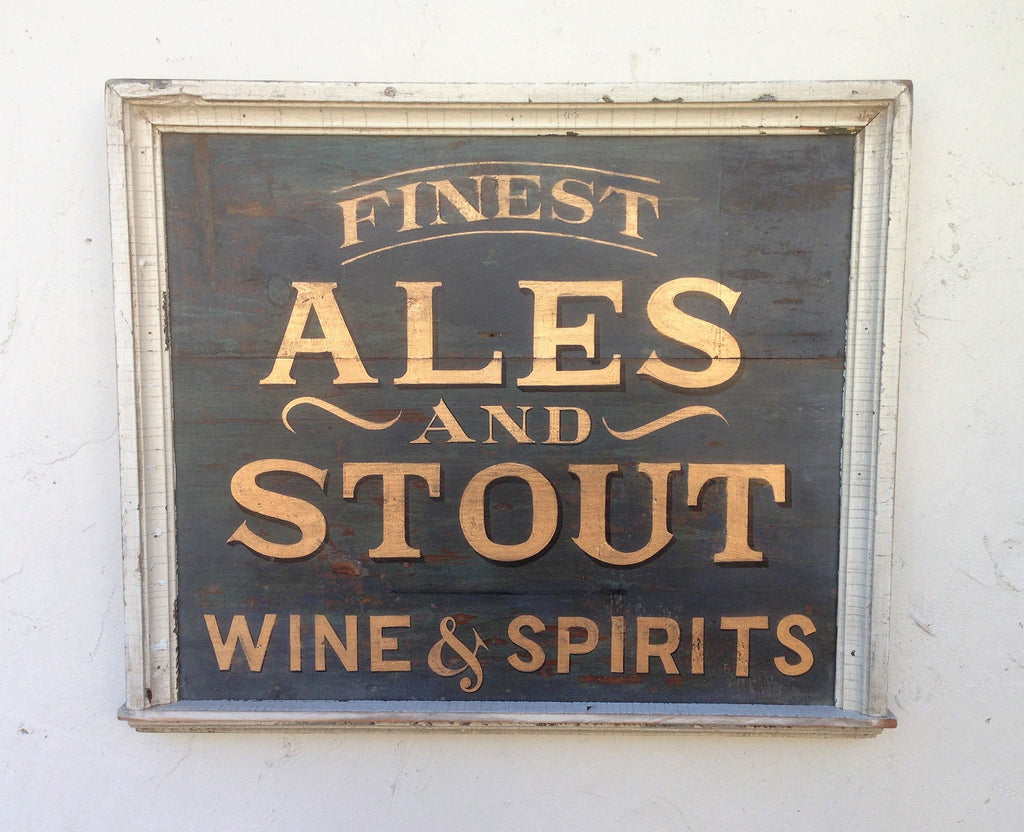 FINEST
ALES
AND
STOUT
WINE & SPIRITS